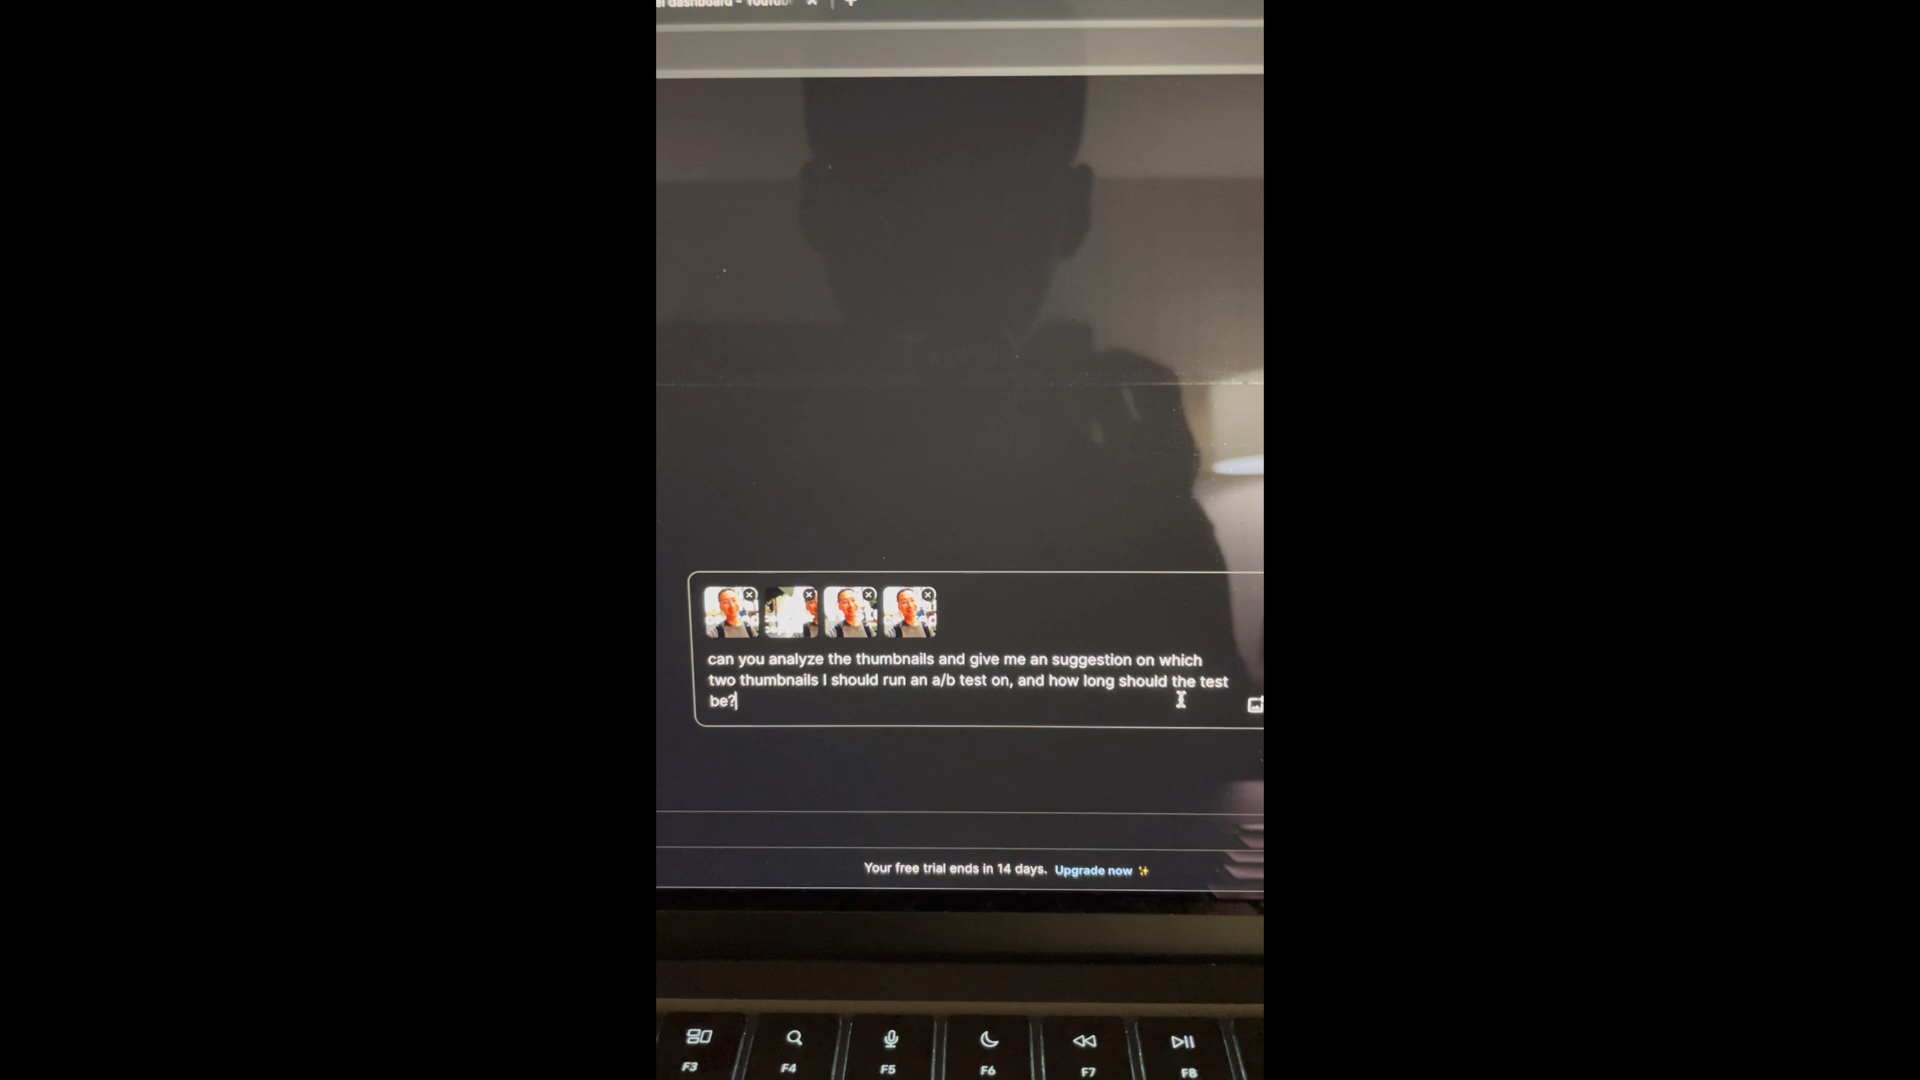 dashboard - YouTub
can you analyze the thumbnails and give me an suggestion on which
two thumbnails I should run an a/b test on, and how long should the test
be?
Your free trial ends in 14 days. Upgrade now
F3 F4 F5 F6 F7 F8